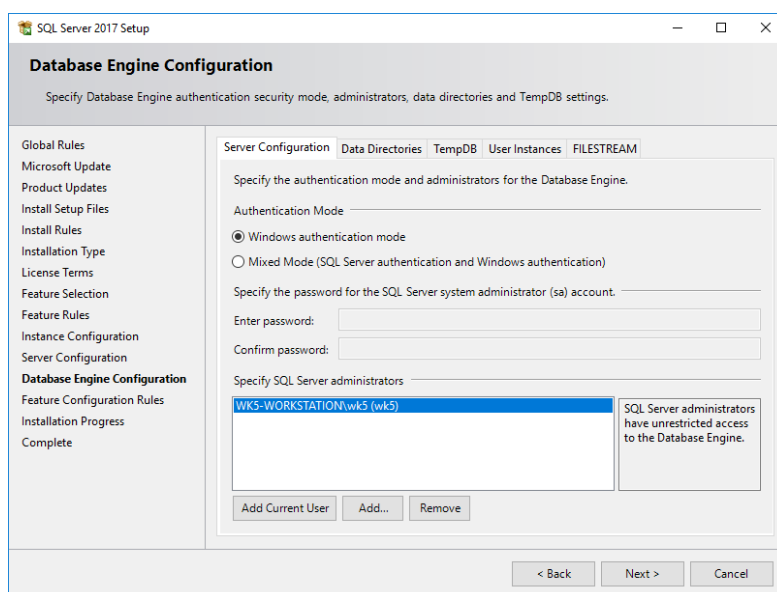 SQL Server 2017 Setup
Database Engine Configuration
Specify Database Engine authentication security mode, administrators, data directories and TempDB settings.
Global Rules
Microsoft Update
Product Updates
Install Setup Files
Install Rules
Installation Type
License Terms
Feature Selection
Feature Rules
Instance Configuration
Server Configuration
Database Engine Configuration
Feature Configuration Rules
Installation Progress
Complete
Server Configuration Data Directories TempDB User Instances FILESTREAM
Specify the authentication mode and administrators for the Database Engine.
Authentication Mode
Windows authentication mode
Mixed Mode (SQL Server authentication and Windows authentication)
Specify the password for the SQL Server system administrator (sa) account.
Enter password:
Confirm password:
Specify SQL Server administrators
WK5-WORKSTATION\wk5 (wk5)
SQL Server administrators
have unrestricted access
to the Database Engine.
Add Current User Add... Remove
< Back Next > Cancel